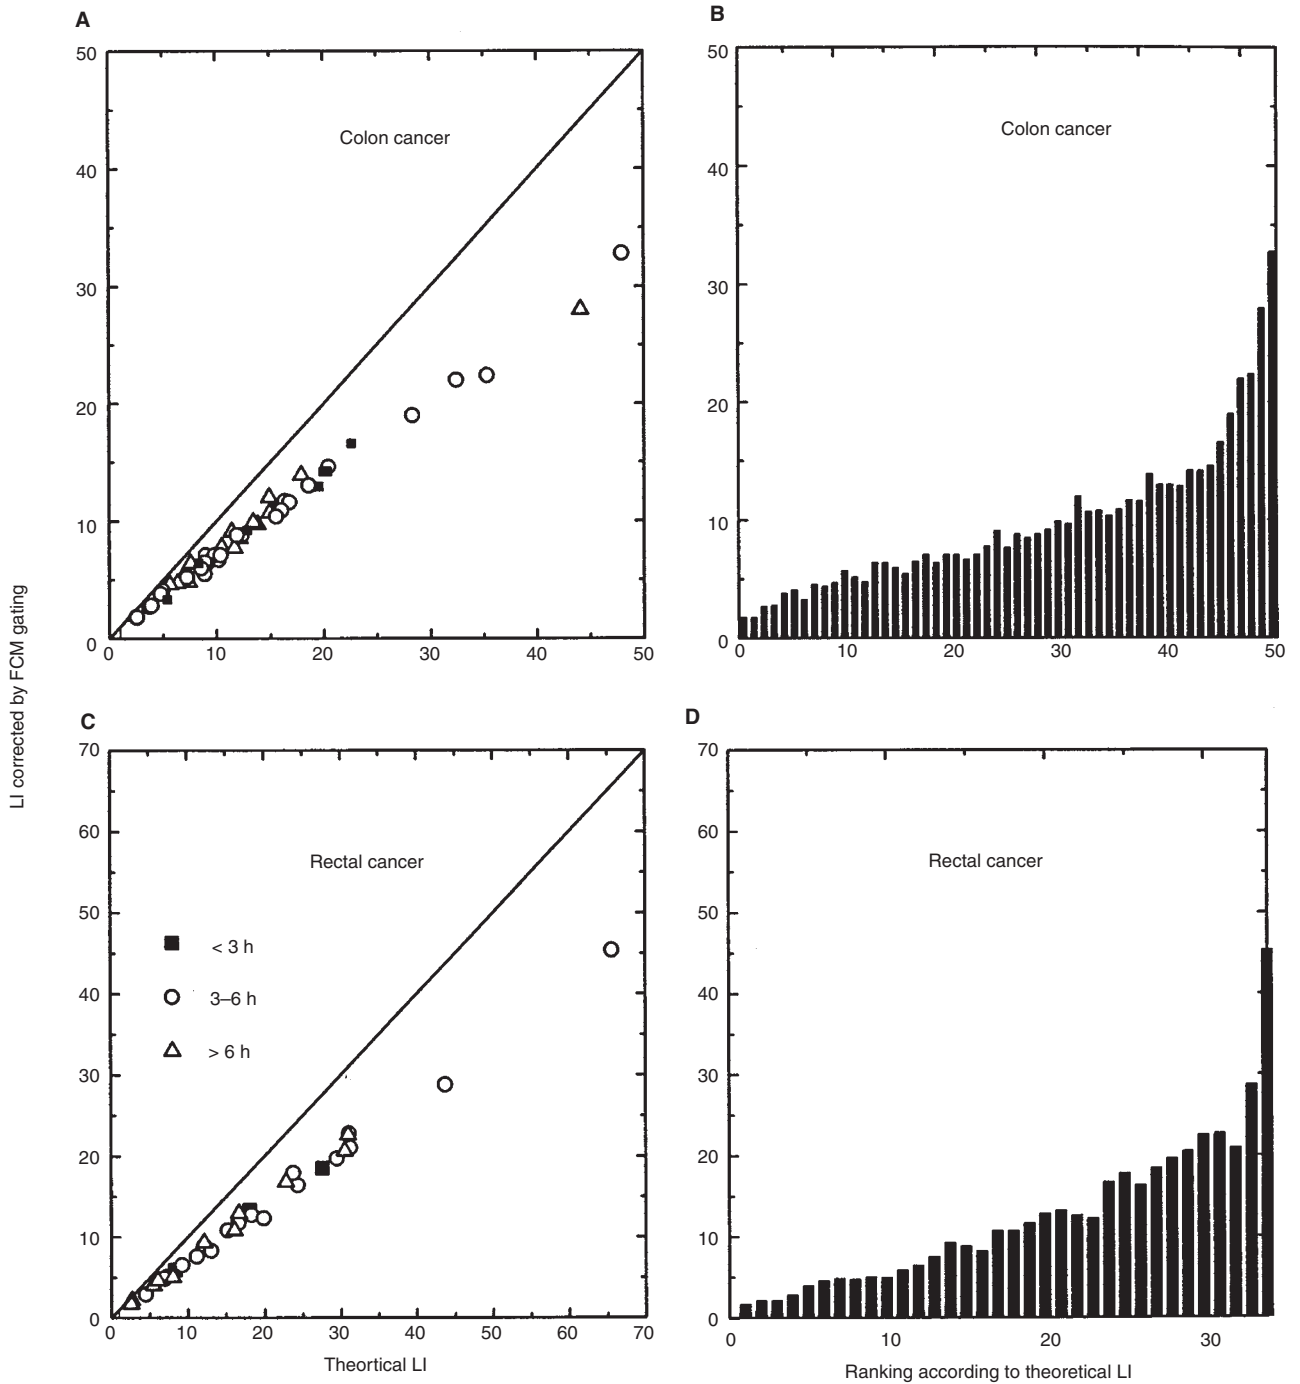 A
50
40
30
20
10
0
0 10 20 30 40 50
Colon cancer
B
50
40
30
20
10
0
0 10 20 30 40 50
Colon cancer
LI corrected by FCM gating
C
70
60
50
40
30
20
10
0
0 10 20 30 40 50 60 70
Rectal cancer
< 3 h
3–6 h
> 6 h
Theortical LI
D
70
60
50
40
30
20
10
0
0 10 20 30
Rectal cancer
Ranking according to theoretical LI